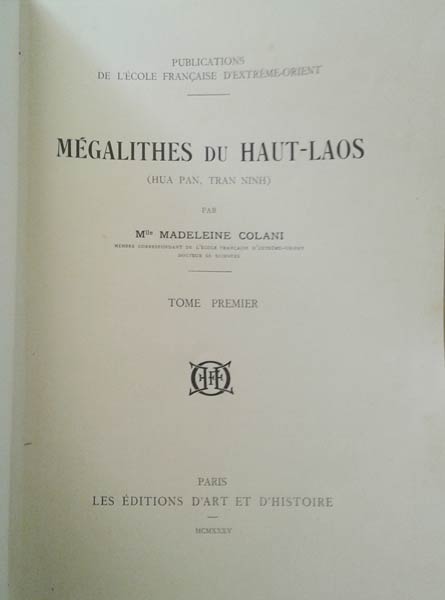 PUBLICATIONS
DE L'ÉCOLE FRANÇAISE D'EXTRÊME-ORIENT
MÉGALITHES DU HAUT-LAOS
(HUA PAN, TRAN NINH)
PAR
Mlle MADELEINE COLANI
MEMBRE CORRESPONDANT DE L'ÉCOLE FRANÇAISE D'EXTRÊME-ORIENT
DOCTEUR ÈS SCIENCES
TOME PREMIER
PARIS
LES ÉDITIONS D'ART ET D'HISTOIRE
MCMXXXV